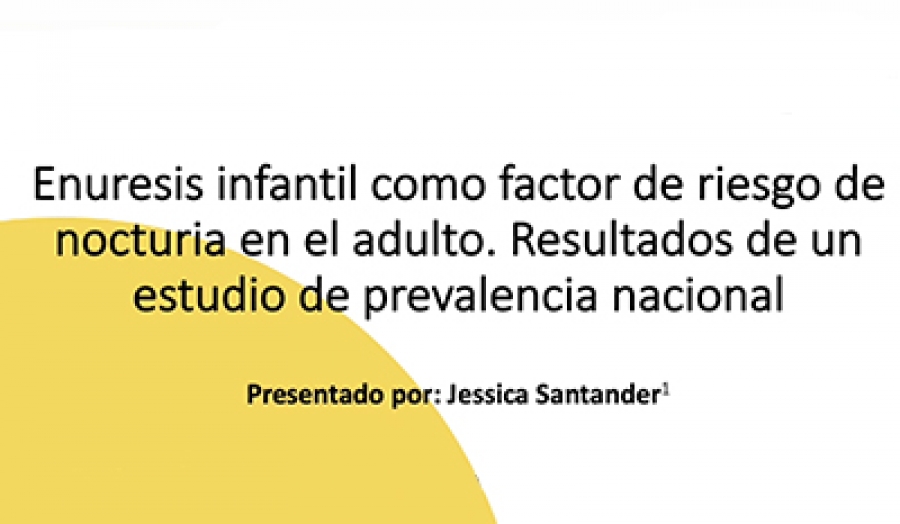 Enuresis infantil como factor de riesgo de
nocturia en el adulto. Resultados de un
estudio de prevalencia nacional
Presentado por: Jessica Santander¹